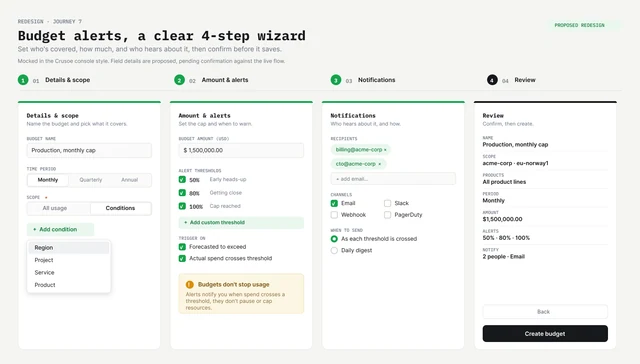 REDESIGN · JOURNEY 7
PROPOSED REDESIGN
Budget alerts, a clear 4-step wizard
Set who's covered, how much, and who hears about it, then confirm before it saves.
Mocked in the Crusoe console style. Field details are proposed, pending confirmation against the live flow.
1 01 Details & scope
2 02 Amount & alerts
3 03 Notifications
4 04 Review
Details & scope
Name the budget and pick what it covers.
BUDGET NAME
Production, monthly cap
TIME PERIOD
Monthly Quarterly Annual
SCOPE
All usage Conditions
+ Add condition
Region
Project
Service
Product
Amount & alerts
Set the cap and when to warn.
BUDGET AMOUNT (USD)
$ 1,500,000.00
ALERT THRESHOLDS
50% Early heads-up
80% Getting close
100% Cap reached
+ Add custom threshold
TRIGGER ON
Forecasted to exceed
Actual spend crosses threshold
! Budgets don't stop usage
Alerts notify you when spend crosses a
threshold, they don't pause or cap
resources.
Notifications
Who hears about it, and how.
RECIPIENTS
billing@acme-corp ×
cto@acme-corp ×
+ add email...
CHANNELS
Email Slack
Webhook PagerDuty
WHEN TO SEND
As each threshold is crossed
Daily digest
Review
Confirm, then create.
NAME
Production, monthly cap
SCOPE
acme-corp · eu-norway1
PRODUCTS
All product lines
PERIOD
Monthly
AMOUNT
$1,500,000.00
ALERTS
50% · 80% · 100%
NOTIFY
2 people · Email
Back
Create budget